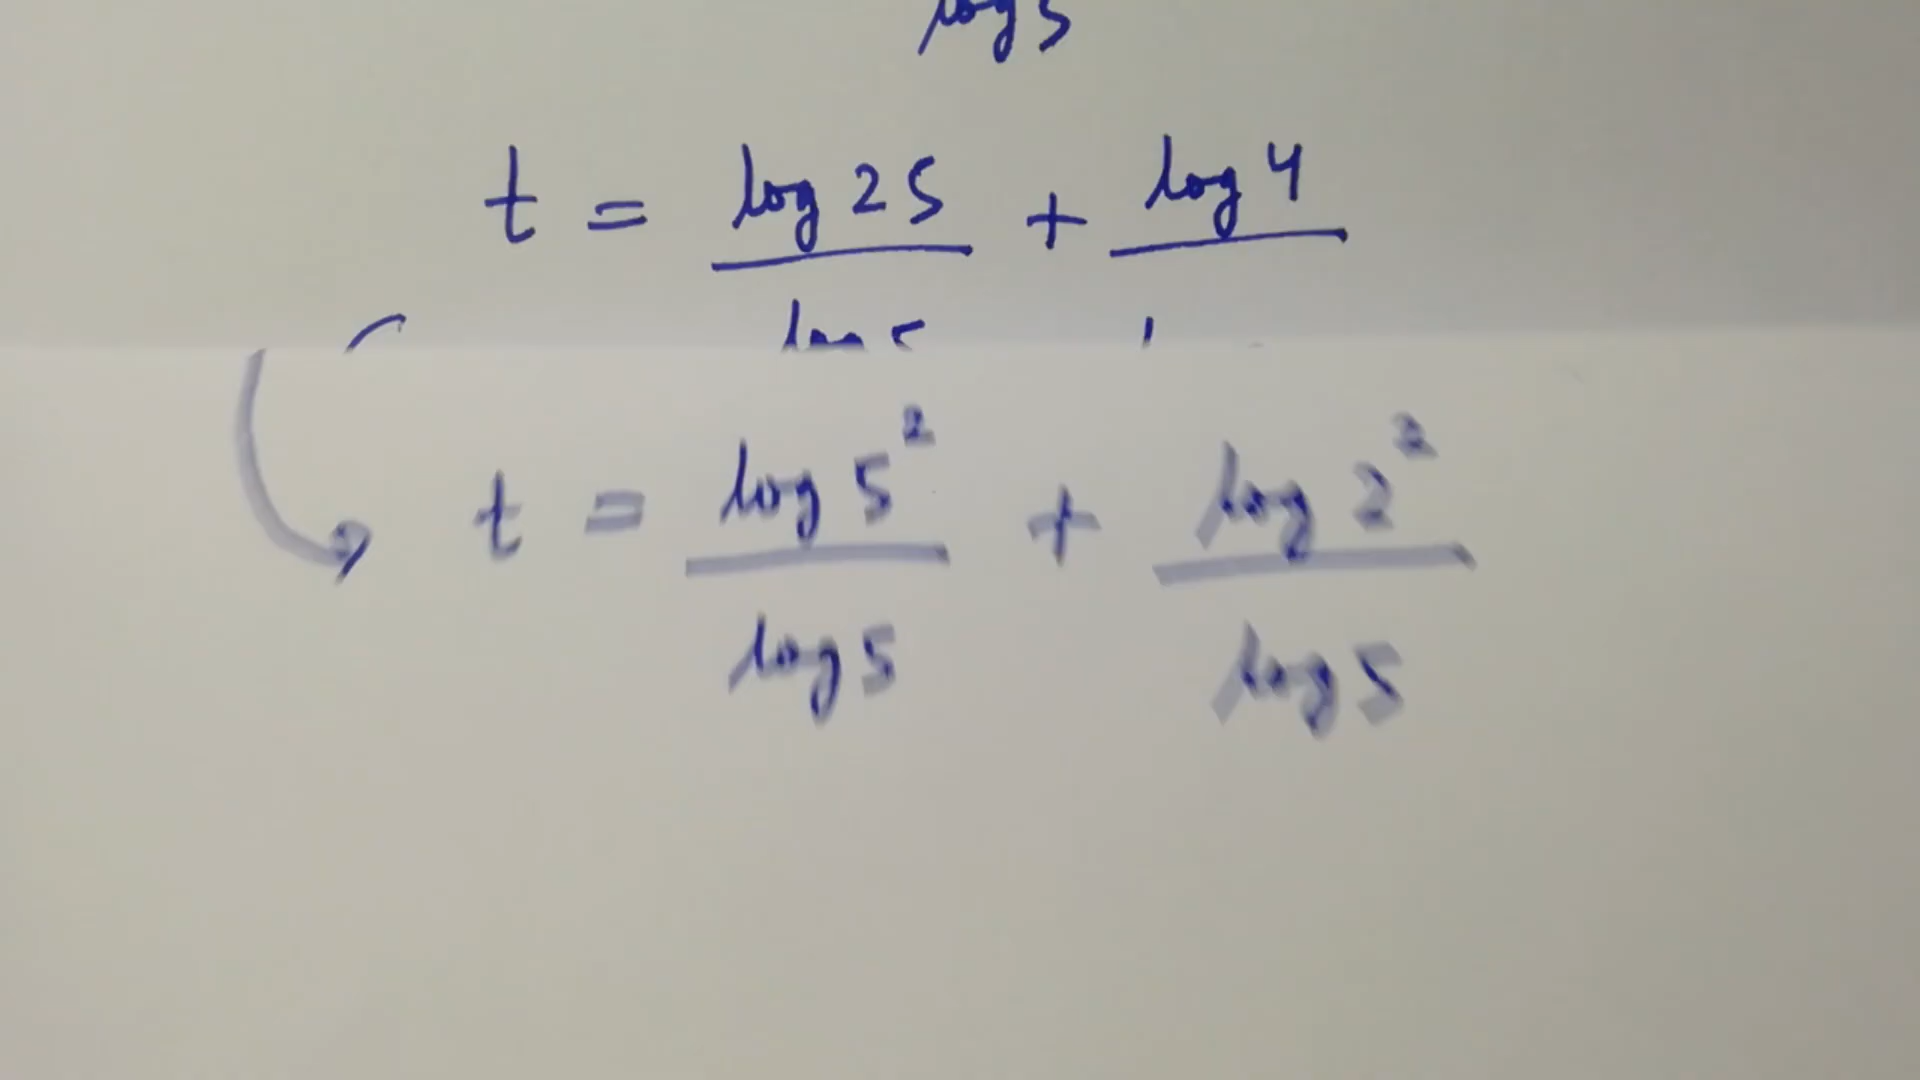 log 5
t = log 25 / log 5 + log 4 /
t = log 5² / log 5 + log 2² / log 5